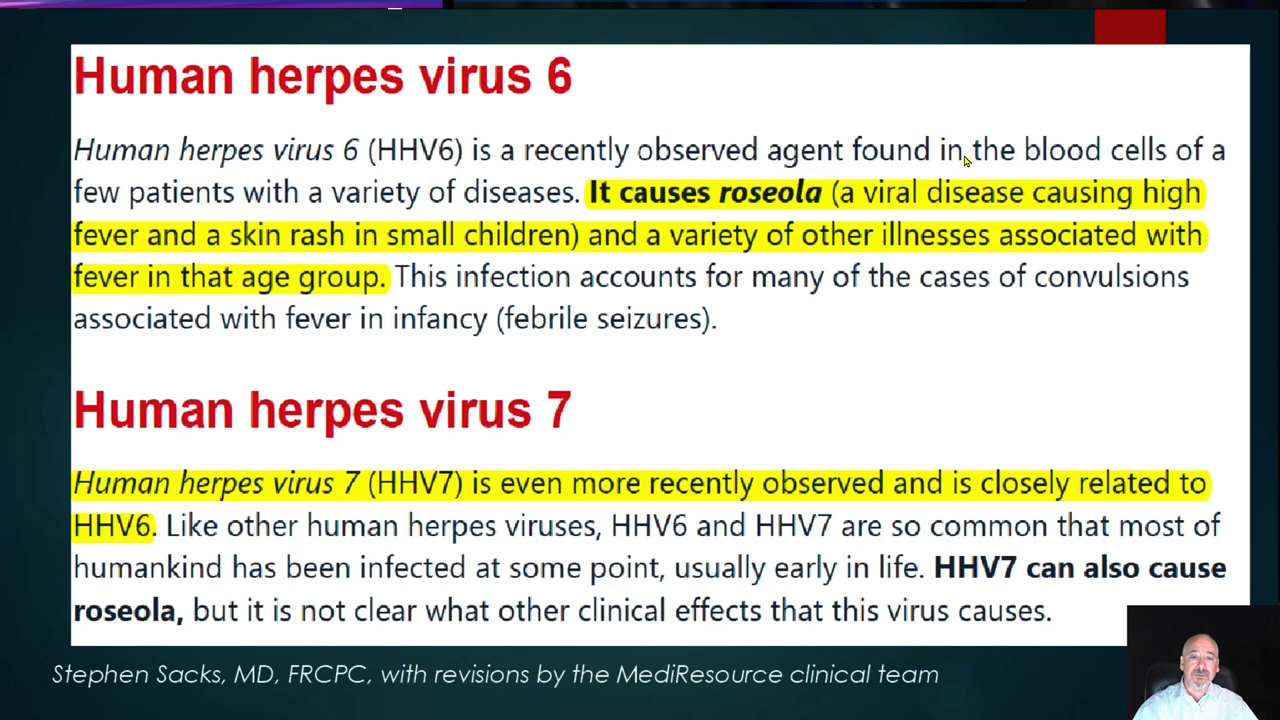 Human herpes virus 6
Human herpes virus 6 (HHV6) is a recently observed agent found in the blood cells of a
few patients with a variety of diseases. It causes roseola (a viral disease causing high
fever and a skin rash in small children) and a variety of other illnesses associated with
fever in that age group. This infection accounts for many of the cases of convulsions
associated with fever in infancy (febrile seizures).
Human herpes virus 7
Human herpes virus 7 (HHV7) is even more recently observed and is closely related to
HHV6. Like other human herpes viruses, HHV6 and HHV7 are so common that most of
humankind has been infected at some point, usually early in life. HHV7 can also cause
roseola, but it is not clear what other clinical effects that this virus causes.
Stephen Sacks, MD, FRCPC, with revisions by the MediResource clinical team